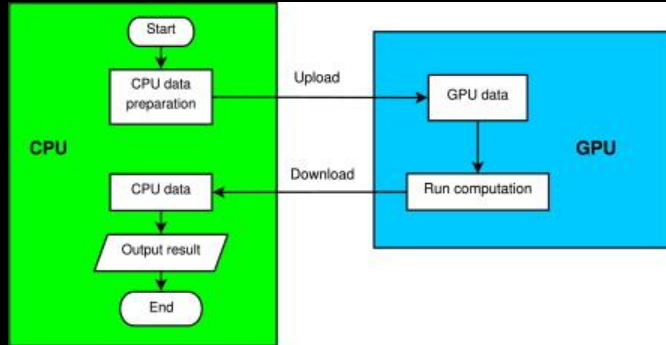 Start
CPU data
preparation
Upload
GPU data
CPU
GPU
CPU data
Download
Run computation
Output result
End